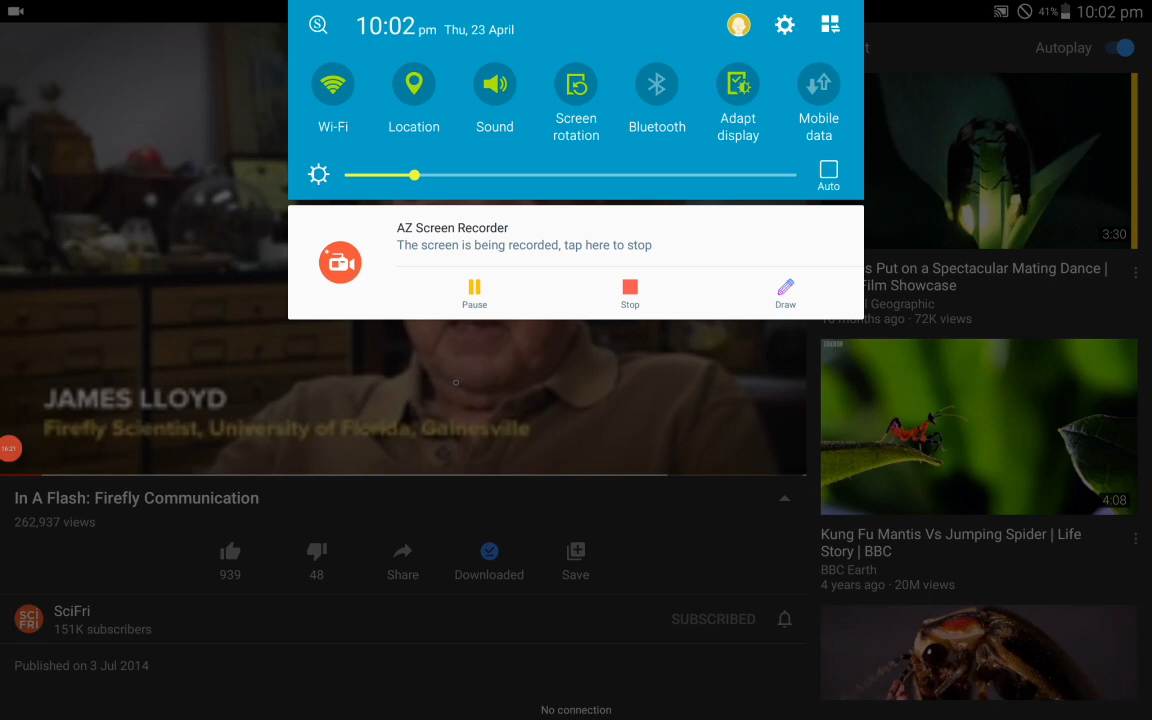 41% 10:02 pm
10:02 pm Thu, 23 April
Wi-Fi
Location
Sound
Screen
rotation
Bluetooth
Adapt
display
Mobile
data
Auto
AZ Screen Recorder
The screen is being recorded, tap here to stop
Pause
Stop
Draw
Autoplay
JAMES LLOYD
Firefly Scientist, University of Florida, Gainesville
16:21
In A Flash: Firefly Communication
262,937 views
939
48
Share
Downloaded
Save
SCI
FRI
SciFri
151K subscribers
SUBSCRIBED
Published on 3 Jul 2014
No connection
3:30
Put on a Spectacular Mating Dance |
Film Showcase
Geographic
months ago · 72K views
BBC
4:08
Kung Fu Mantis Vs Jumping Spider | Life
Story | BBC
BBC Earth
4 years ago · 20M views